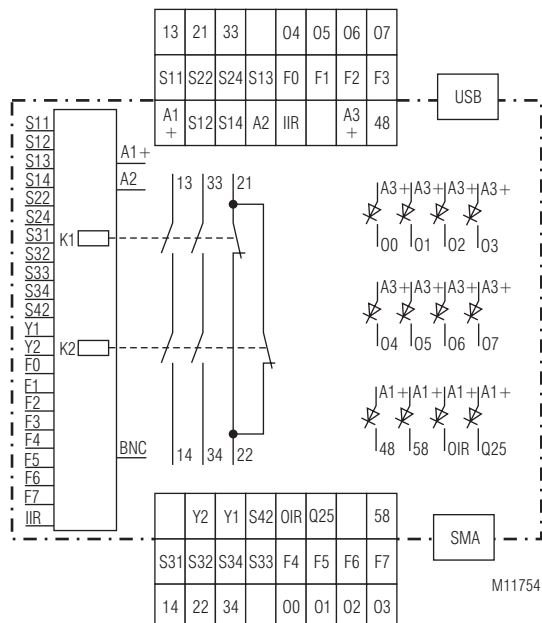 13 21 33 04 05 06 07
S11 S22 S24 S13 F0 F1 F2 F3
A1+ S12 S14 A2 IIR A3+ 48
USB
S11
S12
S13
S14
S22
S24
S31
S32
S33
S34
S42
Y1
Y2
F0
F1
F2
F3
F4
F5
F6
F7
IIR
K1
K2
A1+
A2
BNC
13 33 21
14 34 22
A3+ A3+ A3+ A3+
00 01 02 03
A3+ A3+ A3+ A3+
04 05 06 07
A1+ A1+ A1+ A1+
48 58 OIR Q25
Y2 Y1 S42 OIR Q25 58
S31 S32 S34 S33 F4 F5 F6 F7
14 22 34 00 01 02 03
SMA
M11754